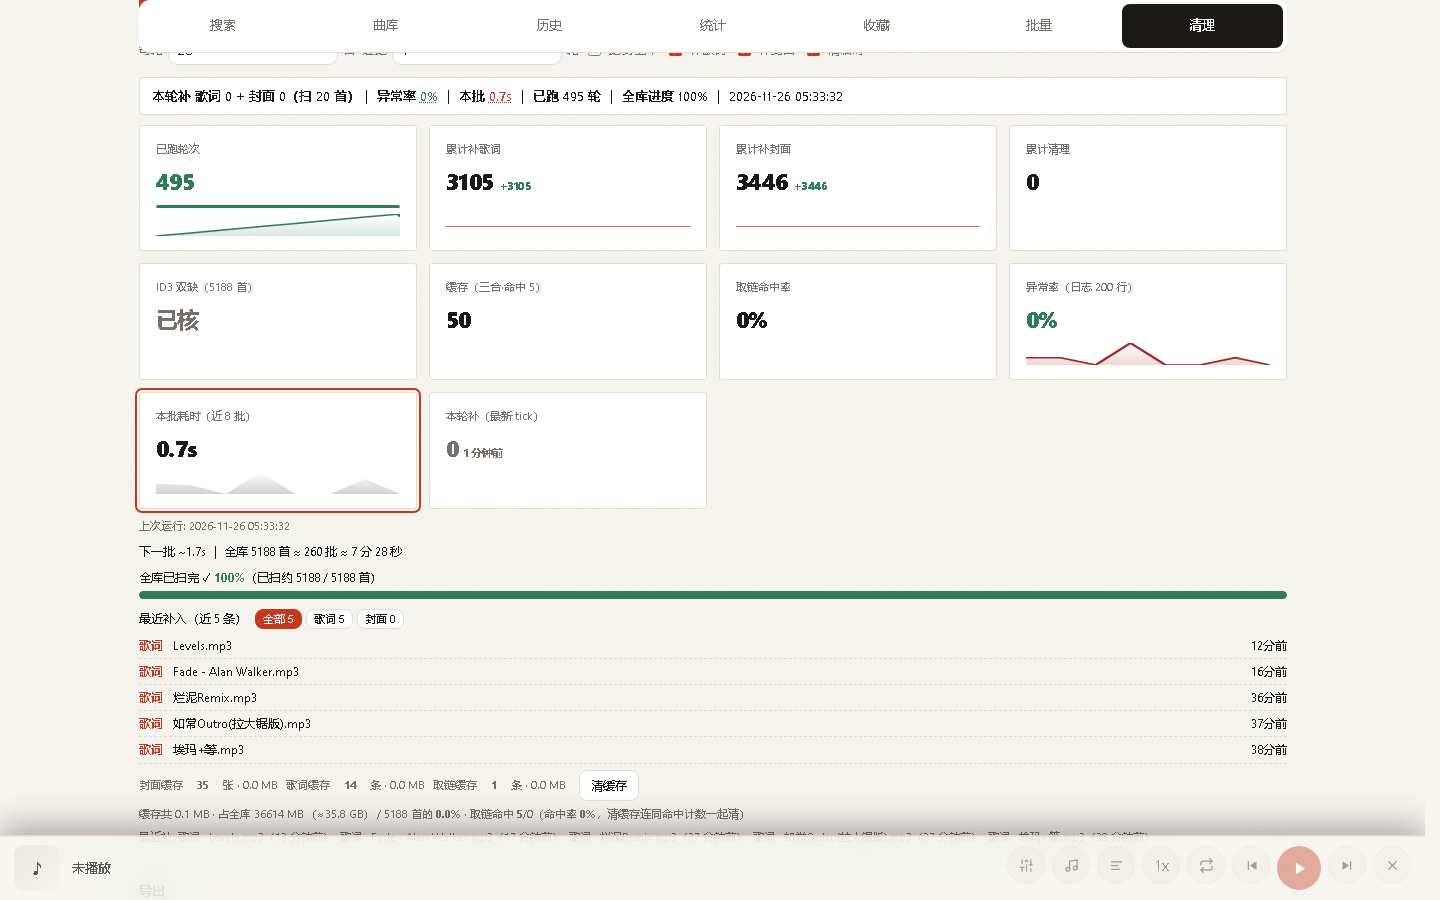 搜索 曲库 历史 统计 收藏 批量 清理
本轮补 歌词 0 + 封面 0（扫 20 首） | 异常率 0% | 本批 0.7s | 已跑 495 轮 | 全库进度 100% | 2026-11-26 05:33:32
已跑轮次
495
累计补歌词
3105 +3105
累计补封面
3446 +3446
累计清理
0
ID3 双缺（5188 首）
已核
缓存（三合·命中 5）
50
取链命中率
0%
异常率（日志 200 行）
0%
本批耗时（近 8 批）
0.7s
本轮补（最新 tick）
0 1 分钟前
上次运行: 2026-11-26 05:33:32
下一批 ~1.7s | 全库 5188 首 ≈ 260 批 ≈ 7 分 28 秒
全库已扫完 ✓ 100%（已扫约 5188 / 5188 首）
最近补入（近 5 条） 全部 5 歌词 5 封面 0
歌词 Levels.mp3 12分前
歌词 Fade - Alan Walker.mp3 16分前
歌词 烂泥Remix.mp3 36分前
歌词 如常Outro(拉大锯版).mp3 37分前
歌词 埃玛+等.mp3 38分前
封面缓存 35 张 · 0.0 MB 歌词缓存 14 条 · 0.0 MB 取链缓存 1 条 · 0.0 MB 清缓存
缓存共 0.1 MB · 占全库 36614 MB（≈35.8 GB） / 5188 首的 0.0% · 取链命中 5/0（命中率 0%，清缓存连同命中计数一起清）
♪ 未播放 1x
导出